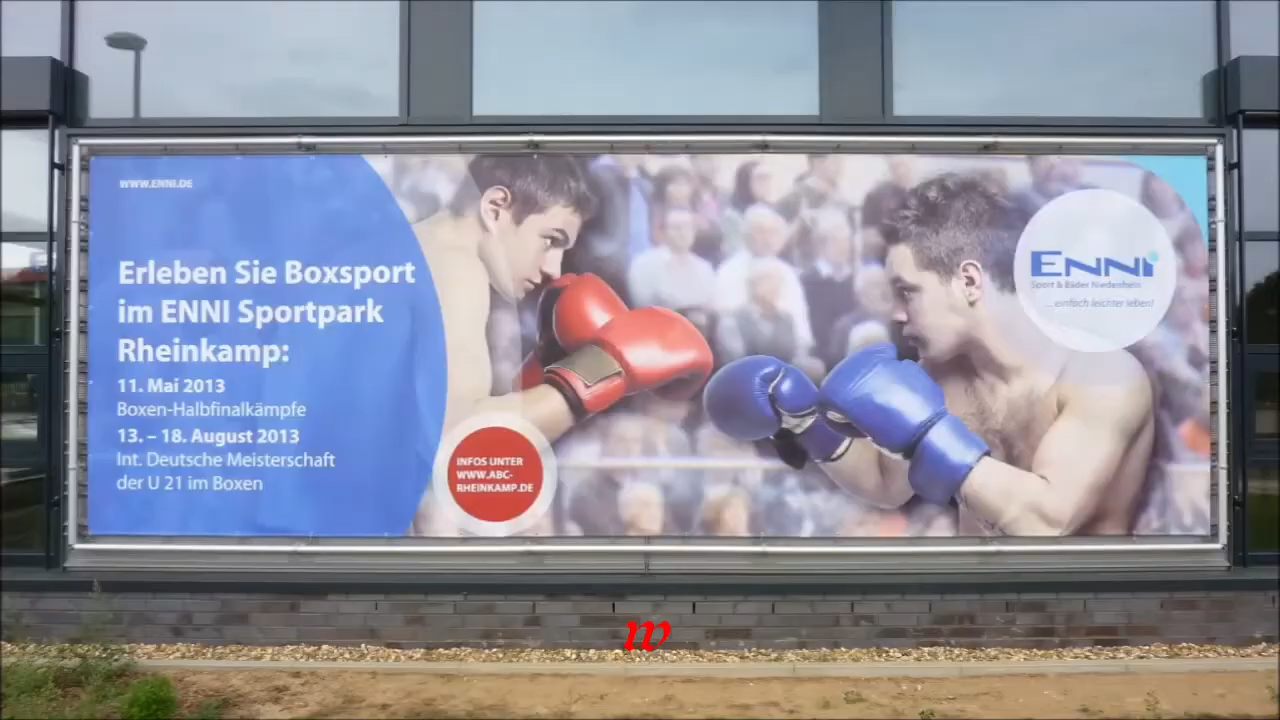 WWW.ENNI.DE
Erleben Sie Boxsport
im ENNI Sportpark
Rheinkamp:
11. Mai 2013
Boxen-Halbfinalkämpfe
13. – 18. August 2013
Int. Deutsche Meisterschaft
der U 21 im Boxen
INFOS UNTER
WWW.ABC-
RHEINKAMP.DE
ENNI
Sport & Bäder Niederrhein
... einfach leichter leben!
w